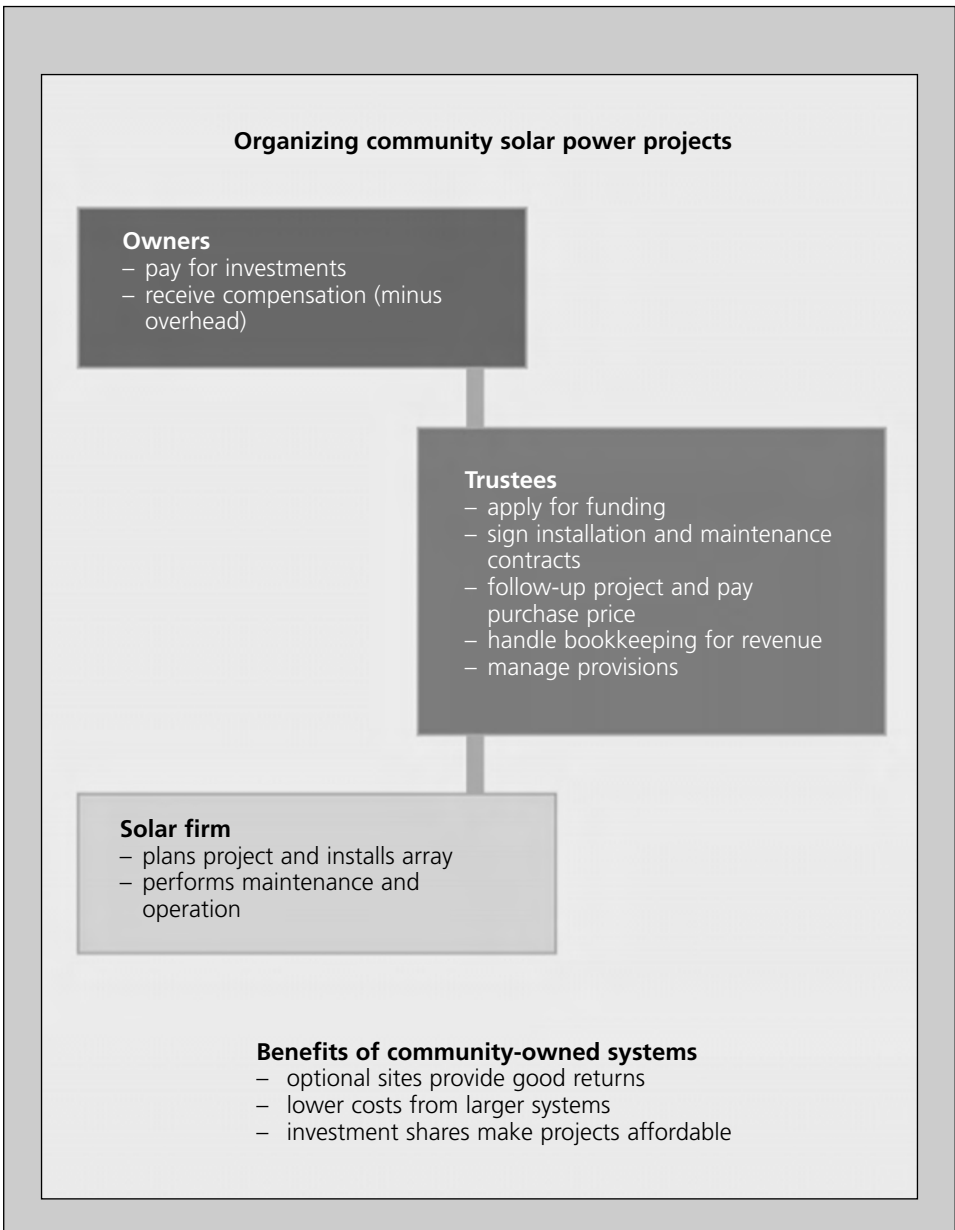 Organizing community solar power projects
Owners
– pay for investments
– receive compensation (minus
overhead)
Trustees
– apply for funding
– sign installation and maintenance
contracts
– follow-up project and pay
purchase price
– handle bookkeeping for revenue
– manage provisions
Solar firm
– plans project and installs array
– performs maintenance and
operation
Benefits of community-owned systems
– optional sites provide good returns
– lower costs from larger systems
– investment shares make projects affordable